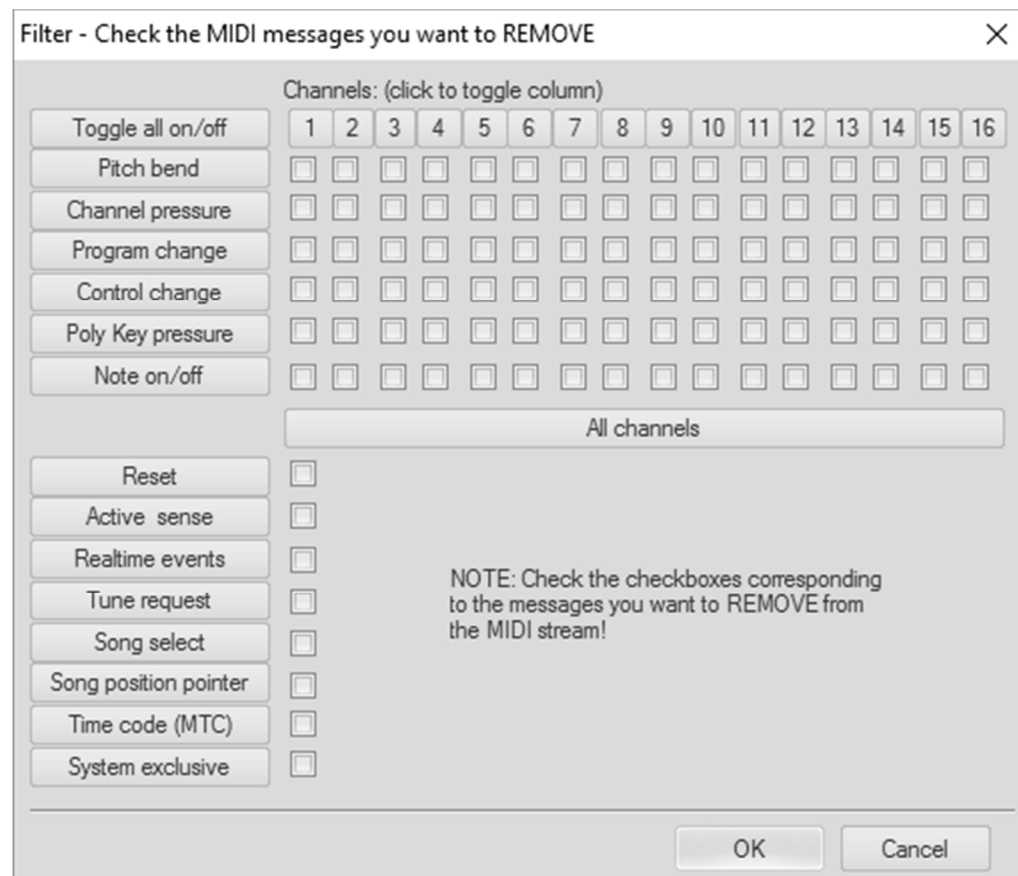 Filter - Check the MIDI messages you want to REMOVE
Channels: (click to toggle column)
Toggle all on/off 1 2 3 4 5 6 7 8 9 10 11 12 13 14 15 16
Pitch bend
Channel pressure
Program change
Control change
Poly Key pressure
Note on/off
All channels
Reset
Active sense
Realtime events
Tune request
Song select
Song position pointer
Time code (MTC)
System exclusive
NOTE: Check the checkboxes corresponding
to the messages you want to REMOVE from
the MIDI stream!
OK Cancel